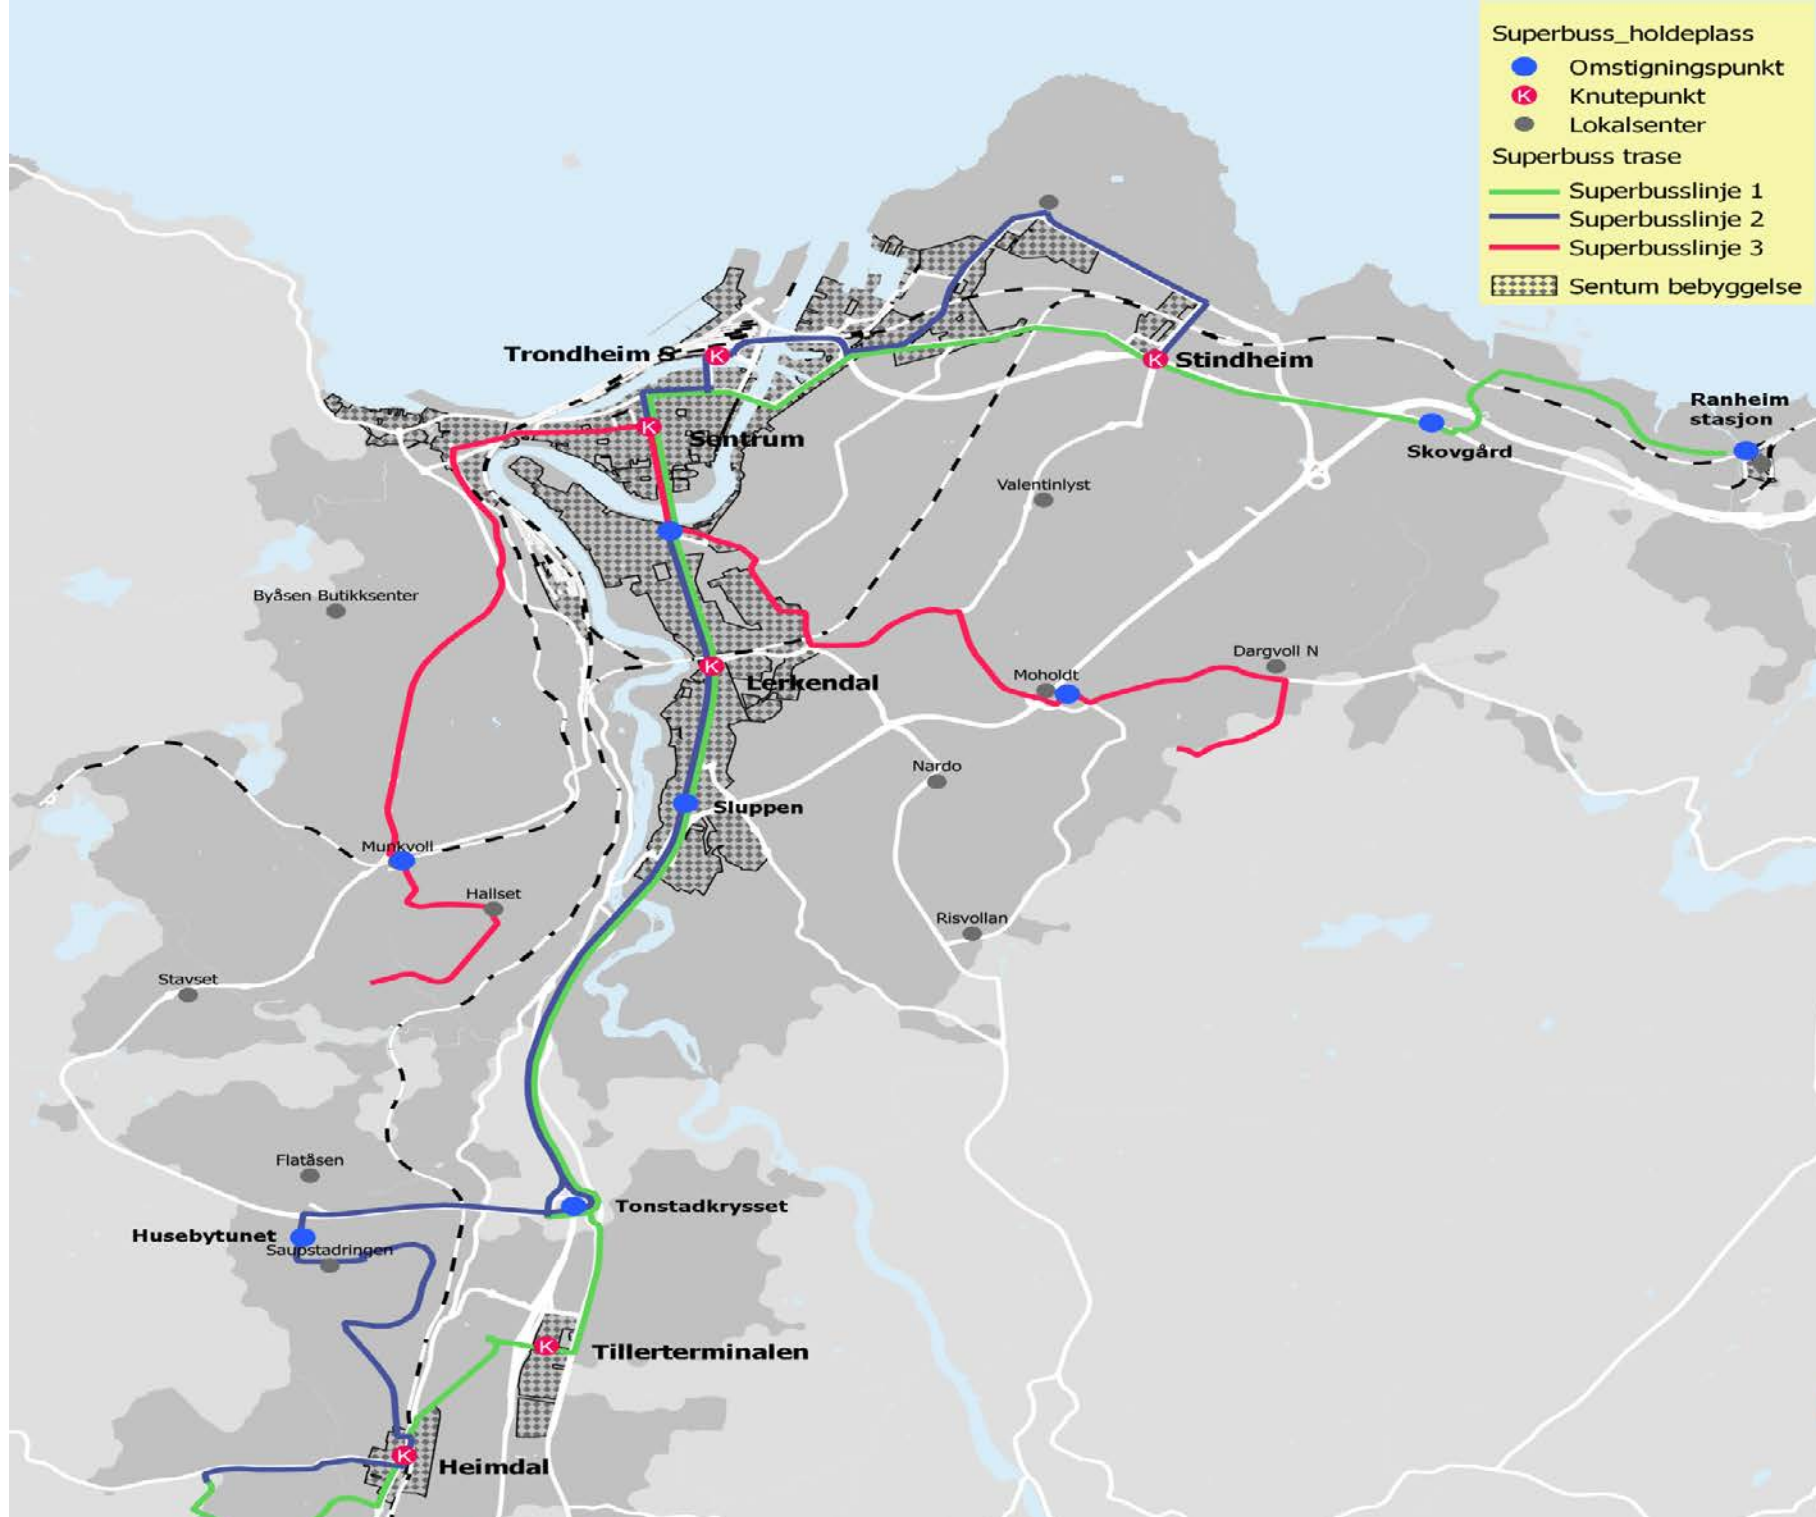 Superbuss_holdeplass
Omstigningspunkt
K Knutepunkt
Lokalsenter
Superbuss trase
Superbusslinje 1
Superbusslinje 2
Superbusslinje 3
Sentum bebyggelse
Trondheim S
K
K
Stindheim
Ranheim
stasjon
K
Sentrum
Skovgård
Valentinlyst
Byåsen Butikksenter
Dargvoll N
K
Lerkendal
Moholdt
Nardo
Sluppen
Munkvoll
Hallset
Risvollan
Stavset
Flatåsen
Tonstadkrysset
Husebytunet
Saupstadringen
K
Tillerterminalen
K
Heimdal